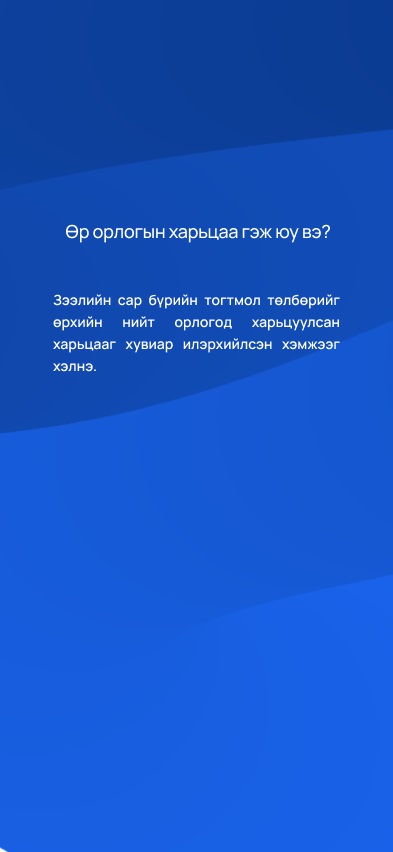 Өр орлогын харьцаа гэж юу вэ?
Зээлийн сар бүрийн тогтмол төлбөрийг
өрхийн нийт орлогод харьцуулсан
харьцааг хувиар илэрхийлсэн хэмжээг
хэлнэ.